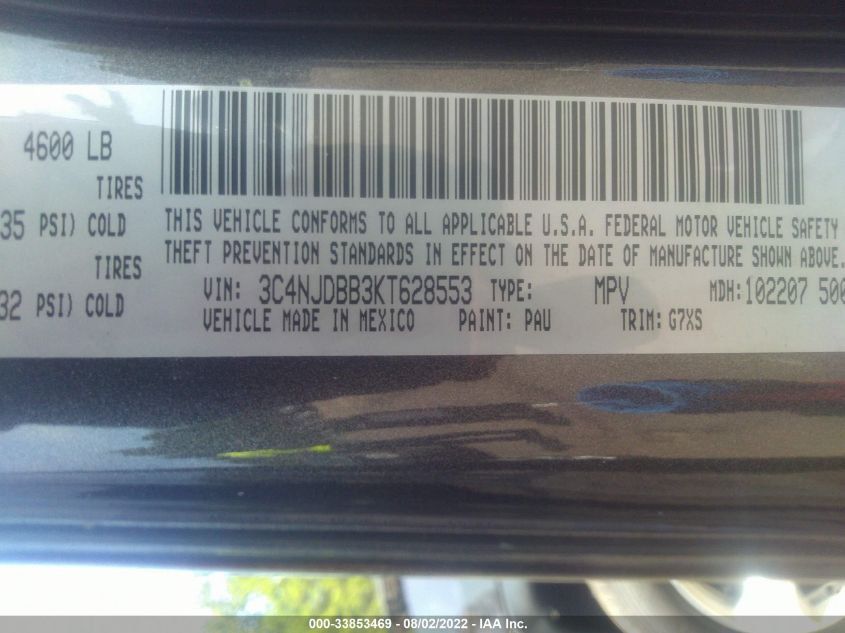 4600 LB
TIRES
35 PSI) COLD
TIRES
32 PSI) COLD
THIS VEHICLE CONFORMS TO ALL APPLICABLE U.S.A. FEDERAL MOTOR VEHICLE SAFETY
THEFT PREVENTION STANDARDS IN EFFECT ON THE DATE OF MANUFACTURE SHOWN ABOVE.
VIN: 3C4NJDBB3KT628553 TYPE: MPV MDH: 102207 500
VEHICLE MADE IN MEXICO PAINT: PAU TRIM: G7XS
000-33853469 - 08/02/2022 - IAA Inc.